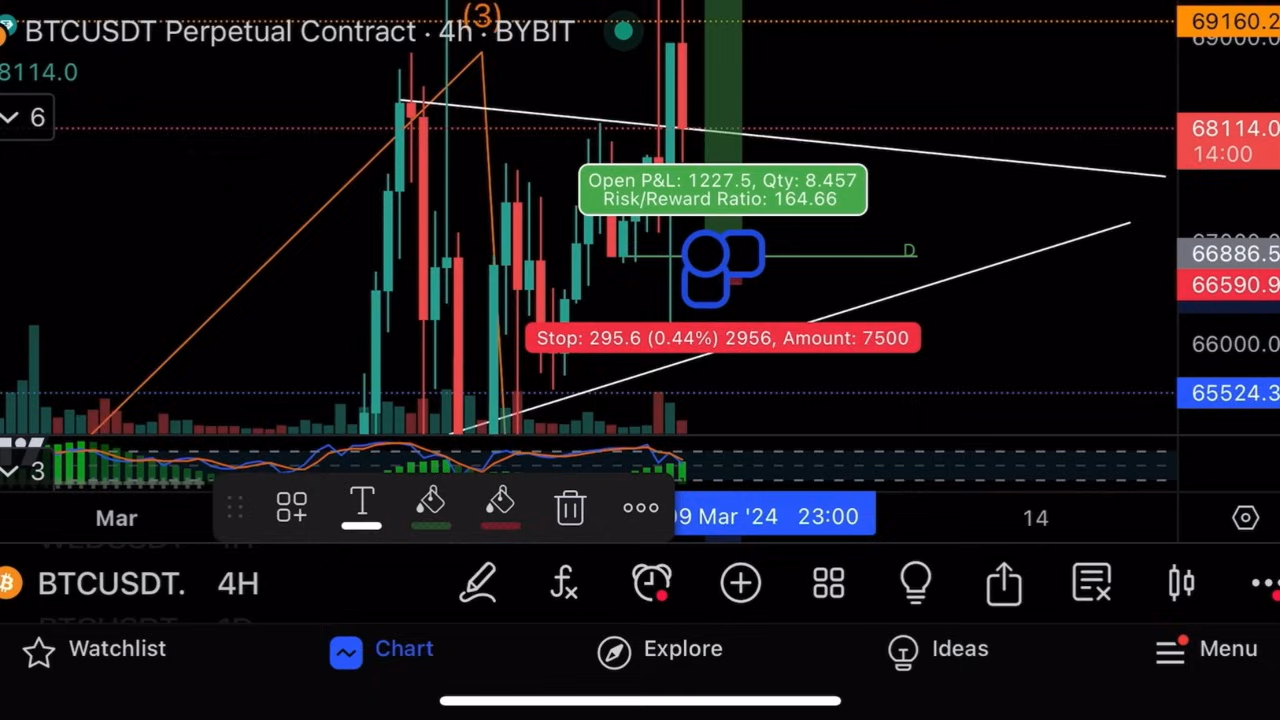 (3)
BTCUSDT Perpetual Contract · 4h · BYBIT
69160.2
69000.0
8114.0
6
68114.0
14:00
Open P&L: 1227.5, Qty: 8.457
Risk/Reward Ratio: 164.66
D
66886.5
66590.9
Stop: 295.6 (0.44%) 2956, Amount: 7500
66000.0
65524.3
3
T
Mar
09 Mar '24 23:00
14
BTCUSDT. 4H
Watchlist
Chart
Explore
Ideas
Menu